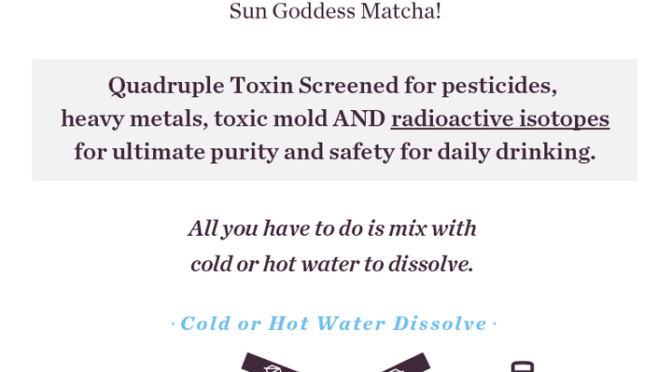 Sun Goddess Matcha!
Quadruple Toxin Screened for pesticides,
heavy metals, toxic mold AND radioactive isotopes
for ultimate purity and safety for daily drinking.
All you have to do is mix with
cold or hot water to dissolve.
· Cold or Hot Water Dissolve ·